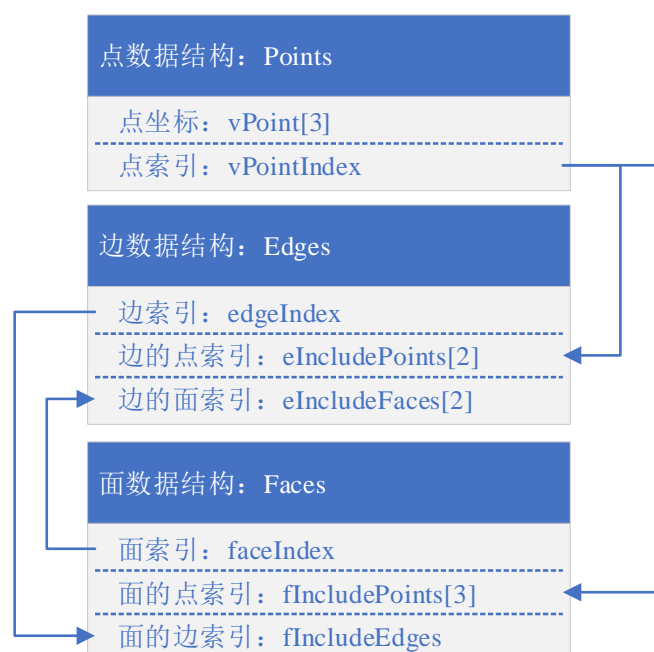 点数据结构：Points
点坐标：vPoint[3]
点索引：vPointIndex
边数据结构：Edges
边索引：edgeIndex
边的点索引：eIncludePoints[2]
边的面索引：eIncludeFaces[2]
面数据结构：Faces
面索引：faceIndex
面的点索引：fIncludePoints[3]
面的边索引：fIncludeEdges